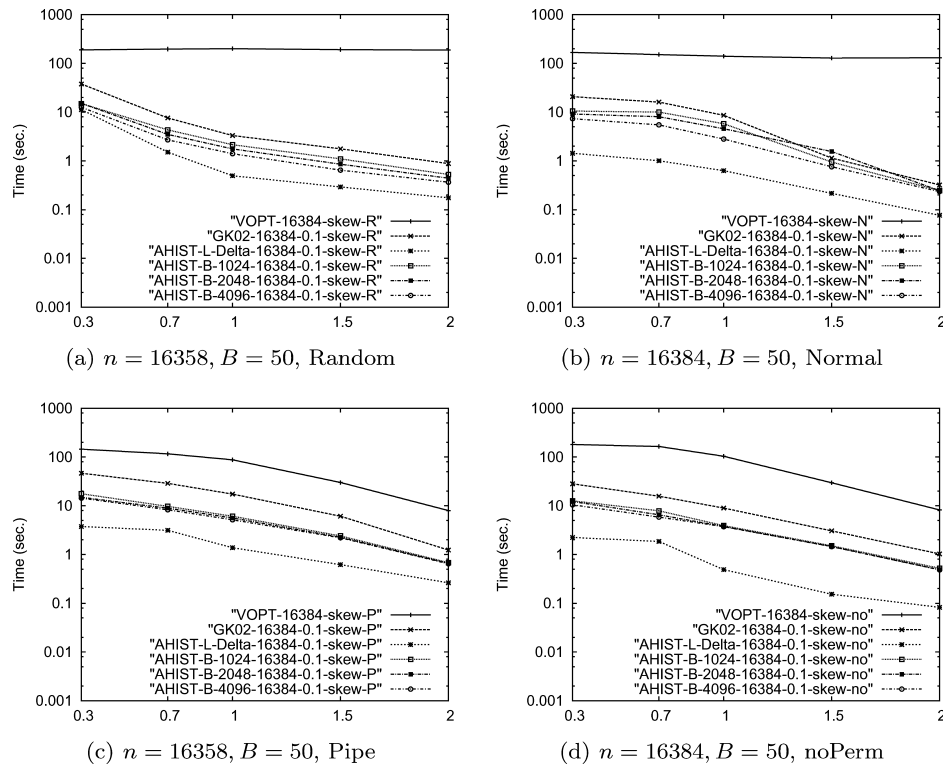 1000
100
10
1
0.1
0.01
0.001
Time (sec.)
"VOPT-16384-skew-R"
"GK02-16384-0.1-skew-R"
"AHIST-L-Delta-16384-0.1-skew-R"
"AHIST-B-1024-16384-0.1-skew-R"
"AHIST-B-2048-16384-0.1-skew-R"
"AHIST-B-4096-16384-0.1-skew-R"
0.3 0.7 1 1.5 2
(a) n = 16358, B = 50, Random
1000
100
10
1
0.1
0.01
0.001
Time (sec.)
"VOPT-16384-skew-N"
"GK02-16384-0.1-skew-N"
"AHIST-L-Delta-16384-0.1-skew-N"
"AHIST-B-1024-16384-0.1-skew-N"
"AHIST-B-2048-16384-0.1-skew-N"
"AHIST-B-4096-16384-0.1-skew-N"
0.3 0.7 1 1.5 2
(b) n = 16384, B = 50, Normal
1000
100
10
1
0.1
0.01
0.001
Time (sec.)
"VOPT-16384-skew-P"
"GK02-16384-0.1-skew-P"
"AHIST-L-Delta-16384-0.1-skew-P"
"AHIST-B-1024-16384-0.1-skew-P"
"AHIST-B-2048-16384-0.1-skew-P"
"AHIST-B-4096-16384-0.1-skew-P"
0.3 0.7 1 1.5 2
(c) n = 16358, B = 50, Pipe
1000
100
10
1
0.1
0.01
0.001
Time (sec.)
"VOPT-16384-skew-no"
"GK02-16384-0.1-skew-no"
"AHIST-L-Delta-16384-0.1-skew-no"
"AHIST-B-1024-16384-0.1-skew-no"
"AHIST-B-2048-16384-0.1-skew-no"
"AHIST-B-4096-16384-0.1-skew-no"
0.3 0.7 1 1.5 2
(d) n = 16384, B = 50, noPerm